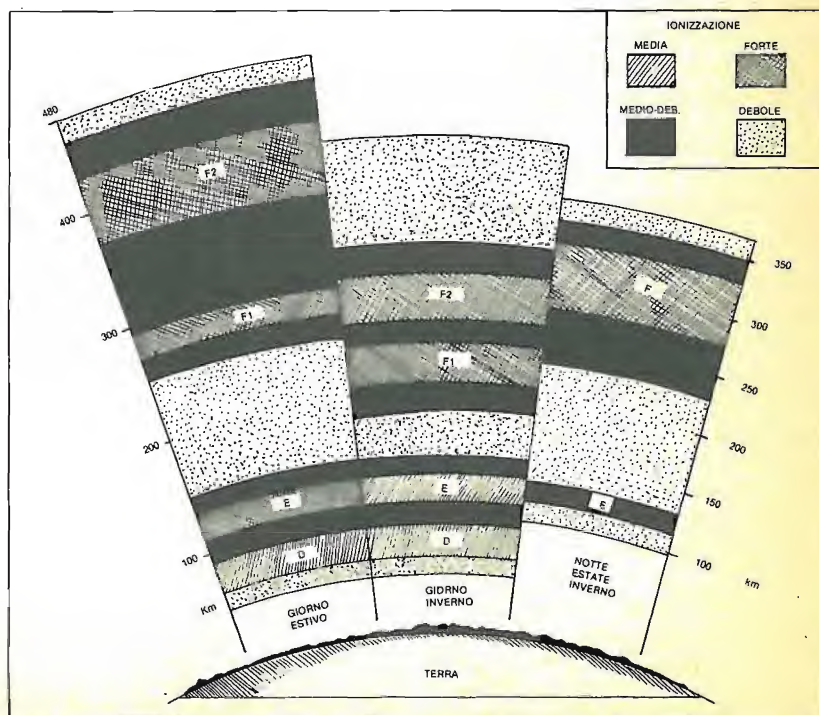 IONIZZAZIONE
MEDIA
FORTE
MEDIO-DEB.
DEBOLE
480
400
300
200
100
Km
F2
F1
E
D
F2
F1
E
D
F
E
350
300
250
200
150
100
km
GIORNO
ESTIVO
GIDRNO
INVERNO
NOTTE
ESTATE
INVERNO
TERRA